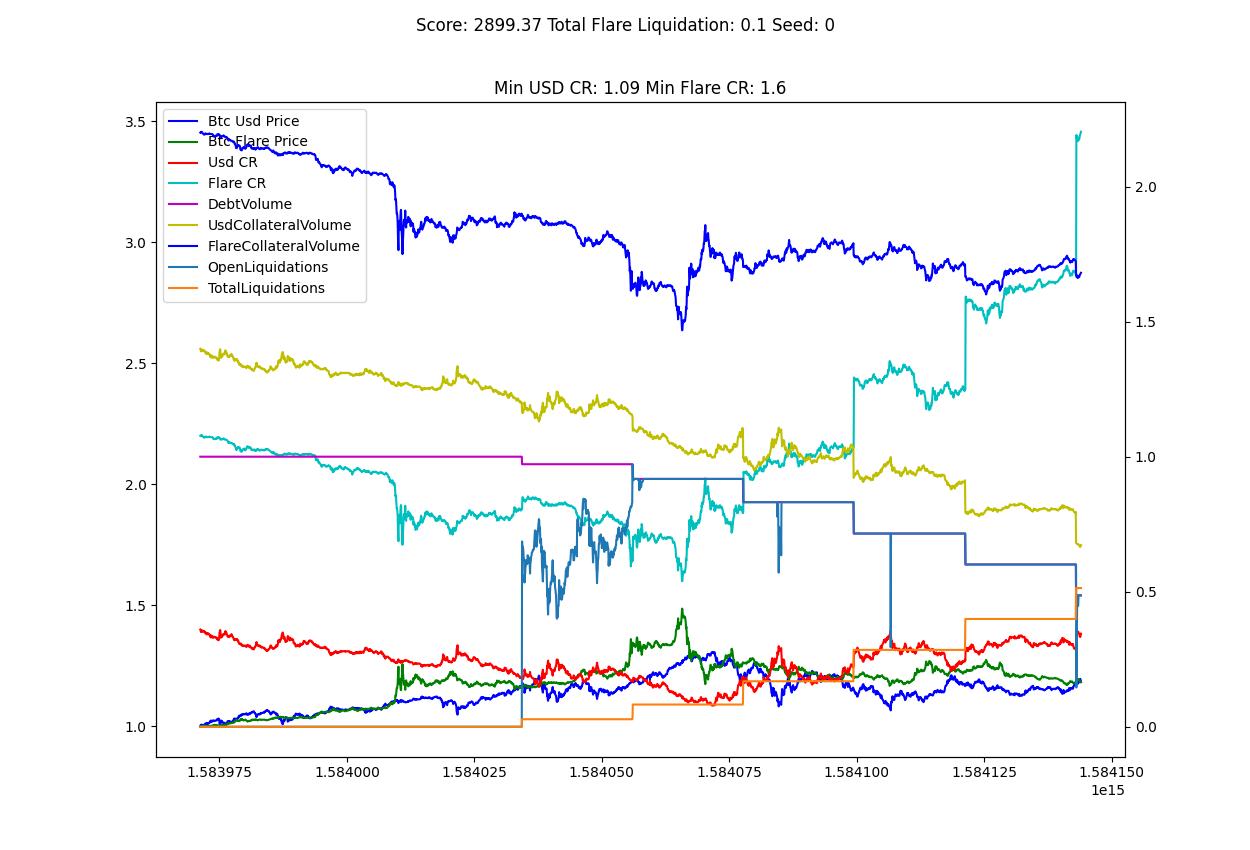 Score: 2899.37 Total Flare Liquidation: 0.1 Seed: 0
Min USD CR: 1.09 Min Flare CR: 1.6
Btc Usd Price
Btc Flare Price
Usd CR
Flare CR
DebtVolume
UsdCollateralVolume
FlareCollateralVolume
OpenLiquidations
TotalLiquidations
3.5
3.0
2.5
2.0
1.5
1.0
2.0
1.5
1.0
0.5
0.0
1.583975 1.584000 1.584025 1.584050 1.584075 1.584100 1.584125 1.584150
1e15